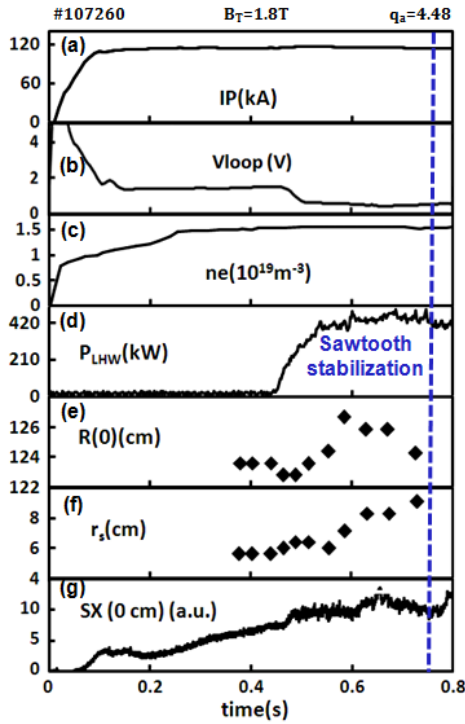 #107260 B_T=1.8T q_a=4.48
(a)
120
60
0
IP(kA)
(b)
4
2
0
Vloop (V)
(c)
1.5
1
0.5
0
ne(10^19m^-3)
(d)
420
210
0
P_LHW(kW)
Sawtooth
stabilization
(e)
126
124
122
R(0)(cm)
(f)
8
6
4
r_s(cm)
(g)
10
5
0
SX (0 cm) (a.u.)
0 0.2 0.4 0.6 0.8
time(s)